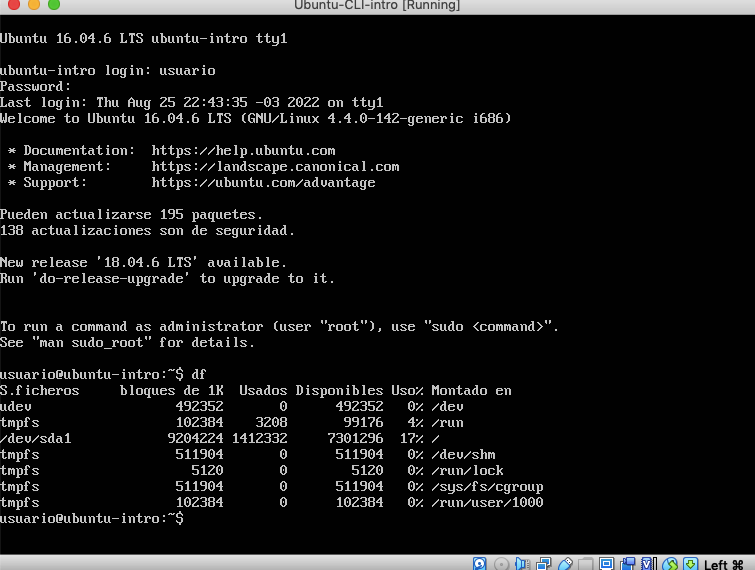 Ubuntu-CLI-intro [Running]
Ubuntu 16.04.6 LTS ubuntu-intro tty1
ubuntu-intro login: usuario
Password:
Last login: Thu Aug 25 22:43:35 -03 2022 on tty1
Welcome to Ubuntu 16.04.6 LTS (GNU/Linux 4.4.0-142-generic i686)
* Documentation:  https://help.ubuntu.com
* Management:     https://landscape.canonical.com
* Support:        https://ubuntu.com/advantage
Pueden actualizarse 195 paquetes.
138 actualizaciones son de seguridad.
New release '18.04.6 LTS' available.
Run 'do-release-upgrade' to upgrade to it.
To run a command as administrator (user "root"), use "sudo <command>".
See "man sudo_root" for details.
usuario@ubuntu-intro:~$ df
S.ficheros     bloques de 1K  Usados Disponibles Uso% Montado en
udev                  492352       0      492352   0% /dev
tmpfs                 102384    3208       99176   4% /run
/dev/sda1            9204224 1412332     7301296  17% /
tmpfs                 511904       0      511904   0% /dev/shm
tmpfs                   5120       0        5120   0% /run/lock
tmpfs                 511904       0      511904   0% /sys/fs/cgroup
tmpfs                 102384       0      102384   0% /run/user/1000
usuario@ubuntu-intro:~$
Left ⌘